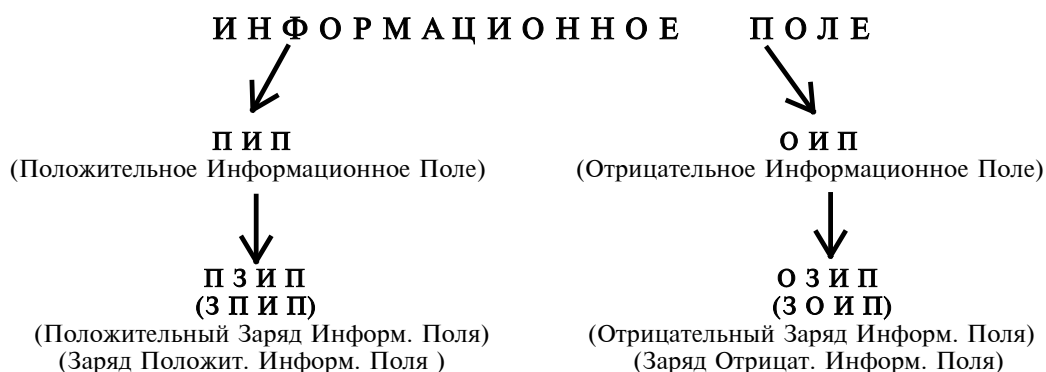 ИНФОРМАЦИОННОЕ ПОЛЕ
ПИП
(Положительное Информационное Поле)
ПЗИП
(ЗПИП)
(Положительный Заряд Информ. Поля)
(Заряд Положит. Информ. Поля )
ОИП
(Отрицательное Информационное Поле)
ОЗИП
(ЗОИП)
(Отрицательный Заряд Информ. Поля)
(Заряд Отрицат. Информ. Поля)